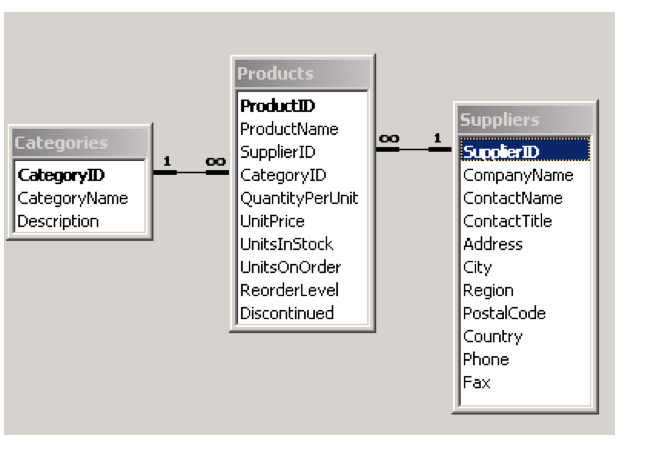 Categories
CategoryID
CategoryName
Description
1
∞
Products
ProductID
ProductName
SupplierID
CategoryID
QuantityPerUnit
UnitPrice
UnitsInStock
UnitsOnOrder
ReorderLevel
Discontinued
∞
1
Suppliers
SupplierID
CompanyName
ContactName
ContactTitle
Address
City
Region
PostalCode
Country
Phone
Fax